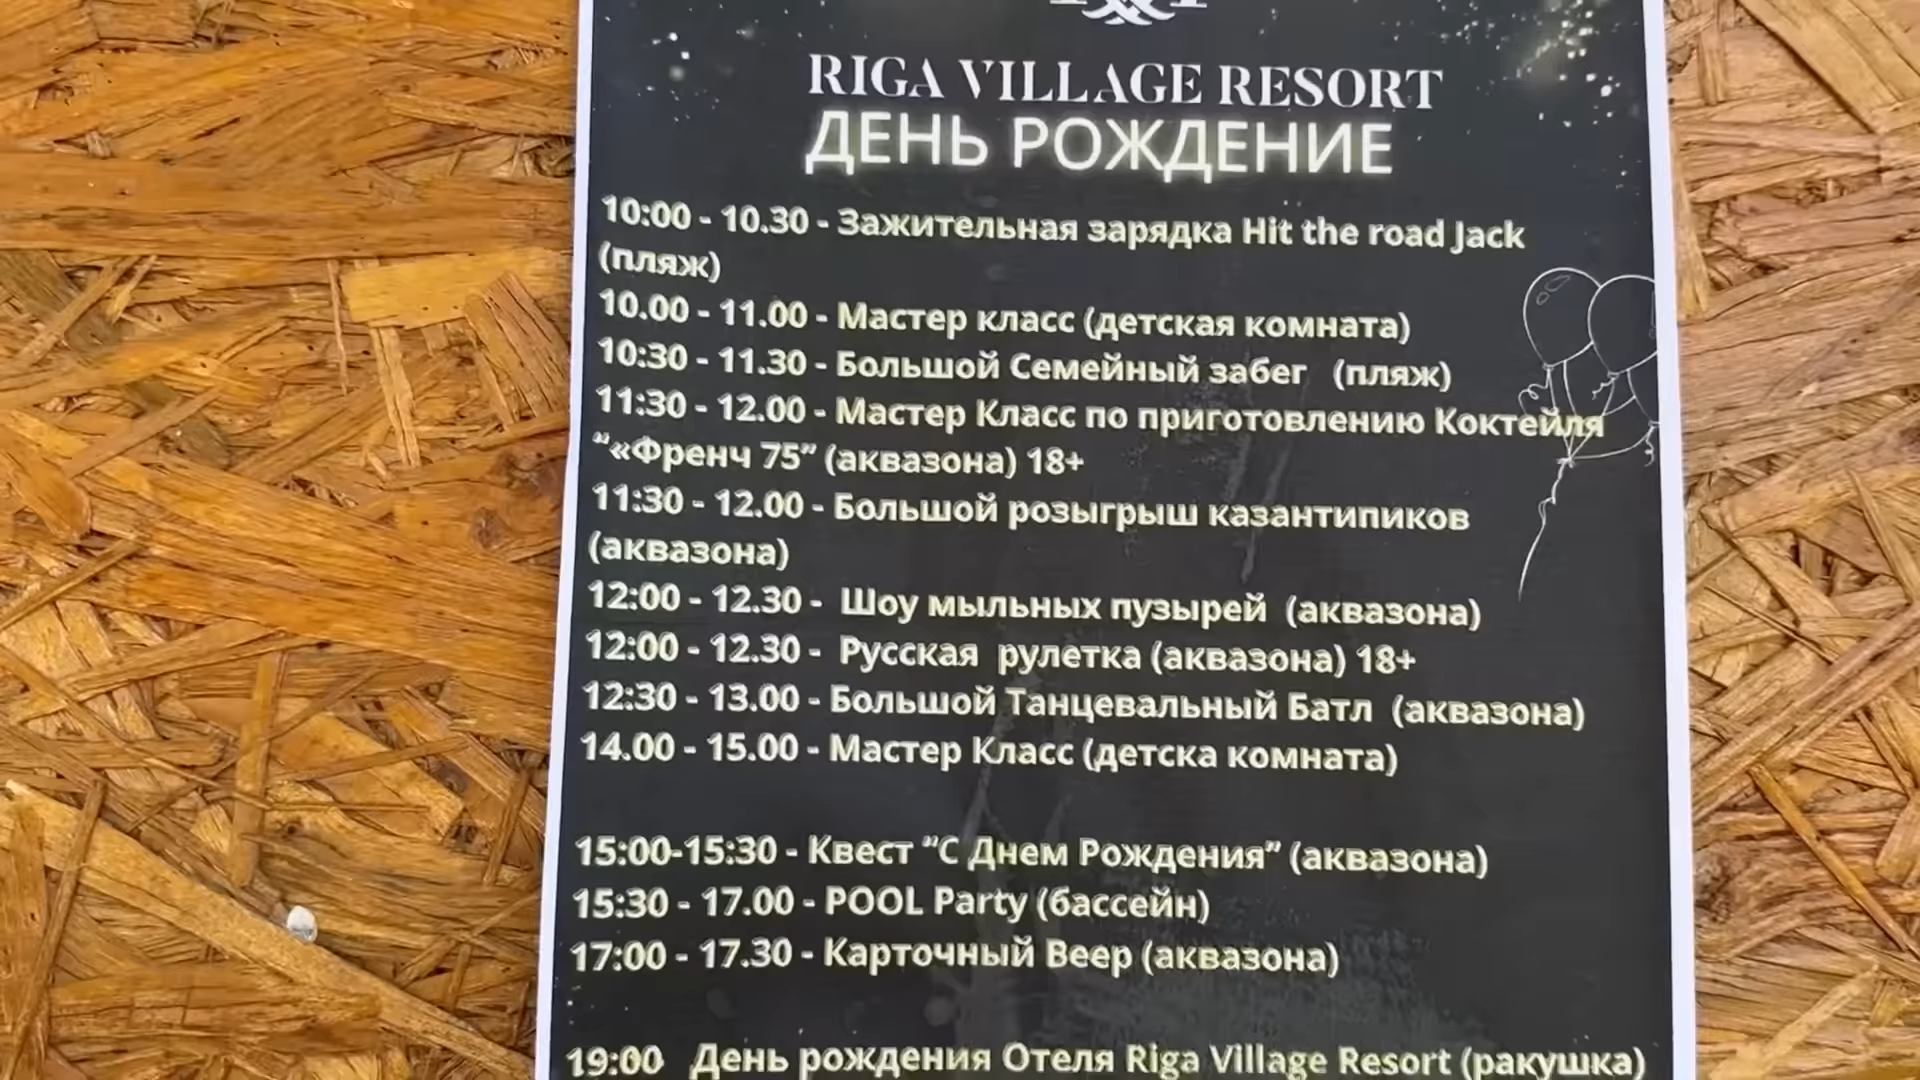 RIGA VILLAGE RESORT
ДЕНЬ РОЖДЕНИЕ
10:00 - 10.30 - Зажительная зарядка Hit the road Jack
(пляж)
10.00 - 11.00 - Мастер класс (детская комната)
10:30 - 11.30 - Большой Семейный забег (пляж)
11:30 - 12.00 - Мастер Класс по приготовлению Коктейля
“«Френч 75” (аквазона) 18+
11:30 - 12.00 - Большой розыгрыш казантипиков
(аквазона)
12:00 - 12.30 - Шоу мыльных пузырей (аквазона)
12:00 - 12.30 - Русская рулетка (аквазона) 18+
12:30 - 13.00 - Большой Танцевальный Батл (аквазона)
14.00 - 15.00 - Мастер Класс (детска комната)
15:00-15:30 - Квест “С Днем Рождения” (аквазона)
15:30 - 17.00 - POOL Party (бассейн)
17:00 - 17.30 - Карточный Веер (аквазона)
19:00 День рождения Отеля Riga Village Resort (ракушка)